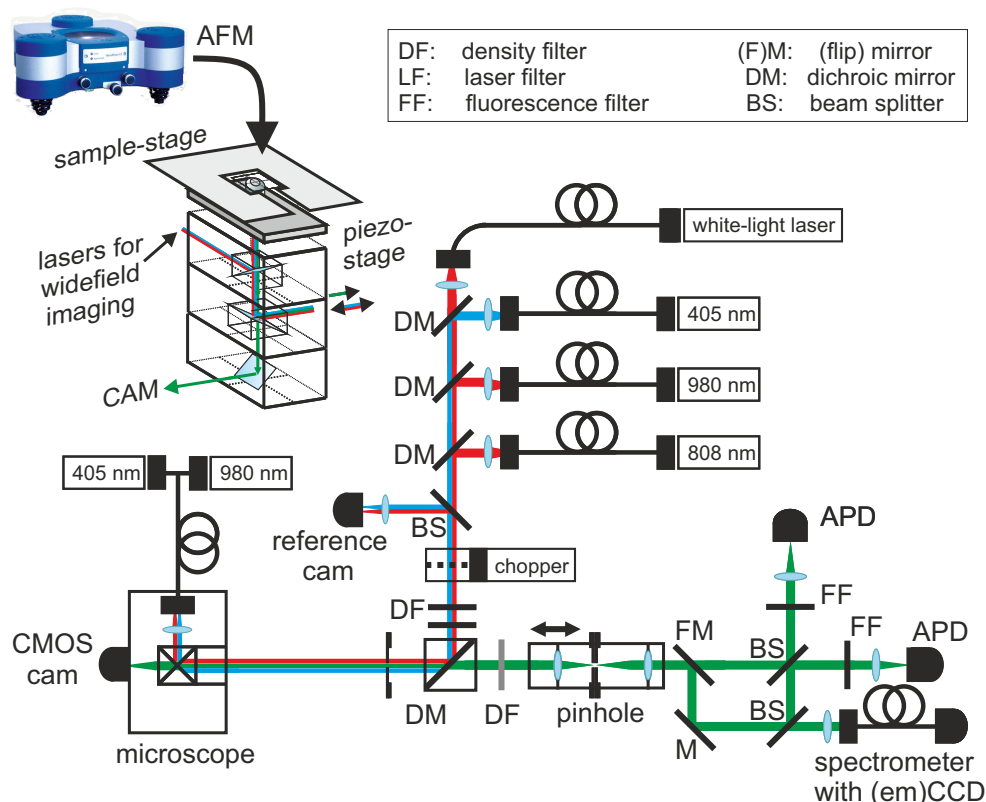 AFM
DF: density filter
LF: laser filter
FF: fluorescence filter
(F)M: (flip) mirror
DM: dichroic mirror
BS: beam splitter
sample-stage
piezo-
stage
lasers for
widefield
imaging
CAM
white-light laser
DM
405 nm
DM
980 nm
DM
808 nm
405 nm
980 nm
BS
reference
cam
chopper
DF
APD
FF
CMOS
cam
microscope
DM
DF
pinhole
FM
BS
FF
APD
M
BS
spectrometer
with (em)CCD